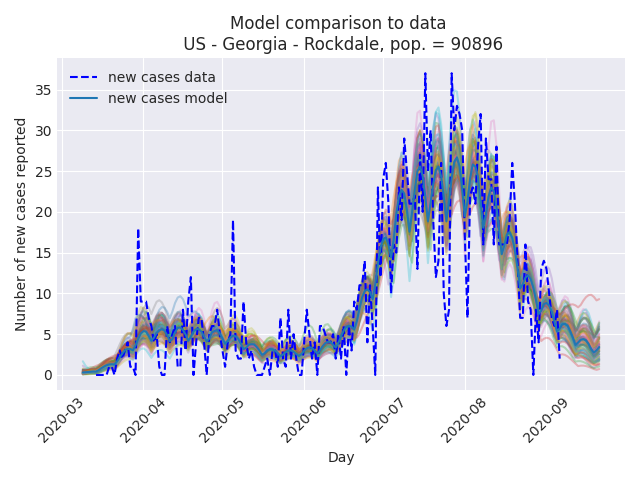 Model comparison to data
US - Georgia - Rockdale, pop. = 90896
new cases data
new cases model
Number of new cases reported
35
30
25
20
15
10
5
0
2020-03
2020-04
2020-05
2020-06
2020-07
2020-08
2020-09
Day